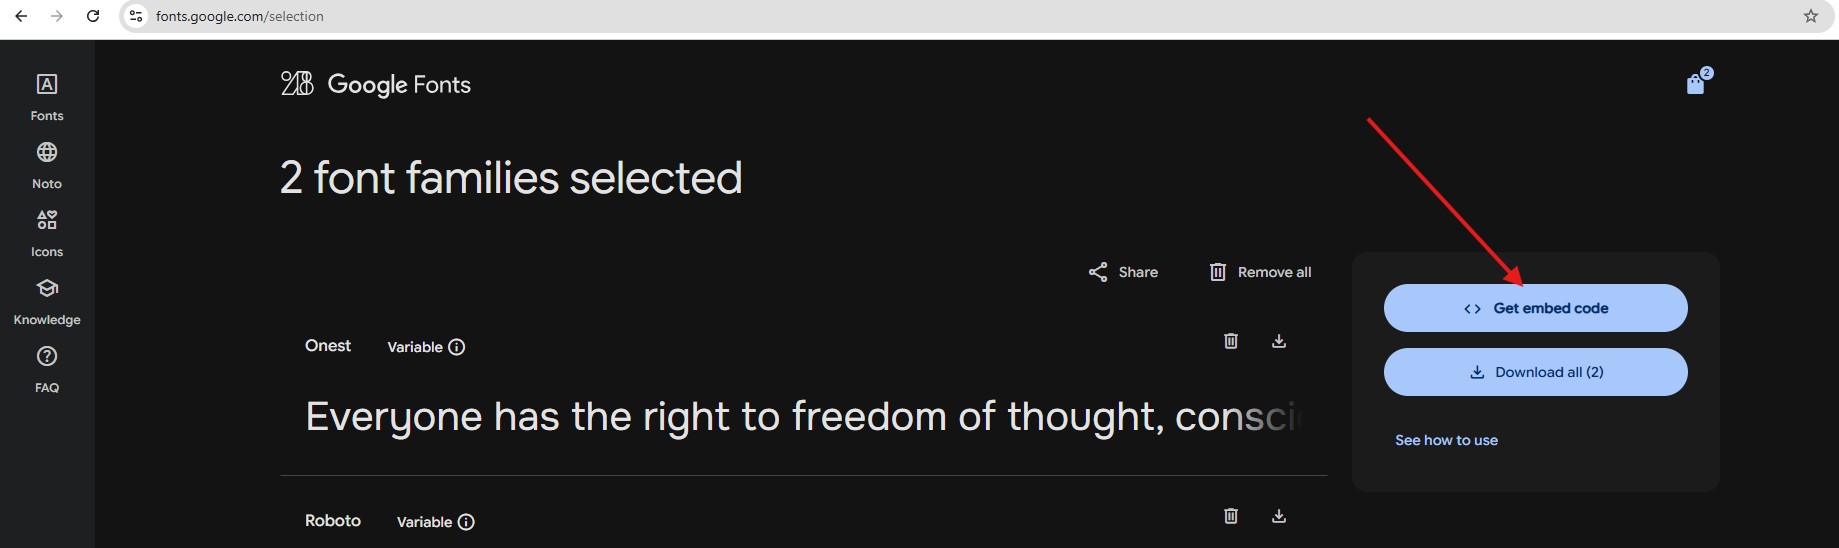 fonts.google.com/selection
Fonts
Noto
Icons
Knowledge
FAQ
Google Fonts
2
2 font families selected
Share
Remove all
Onest
Variable
Everyone has the right to freedom of thought,
Roboto
Variable
Get embed code
Download all (2)
See how to use